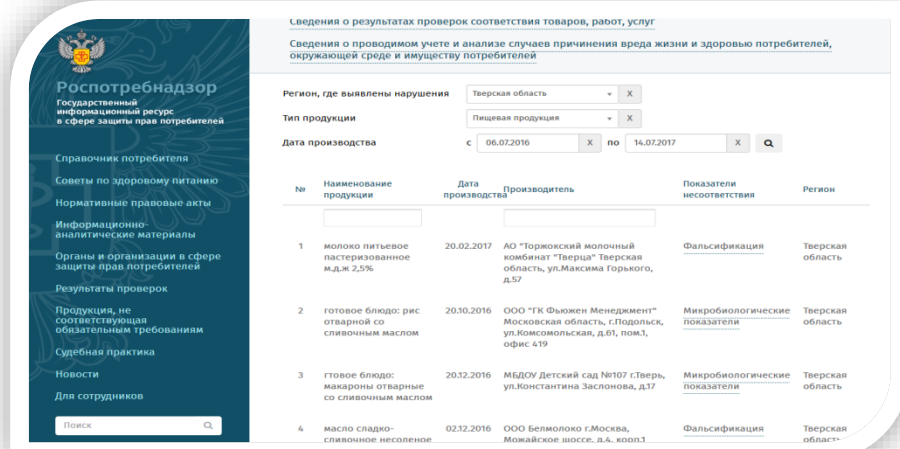 Роспотребнадзор
Государственный
информационный ресурс
в сфере защиты прав потребителей
Справочник потребителя
Советы по здоровому питанию
Нормативные правовые акты
Информационно-
аналитические материалы
Органы и организации в сфере
защиты прав потребителей
Результаты проверок
Продукция, не
соответствующая
обязательным требованиям
Судебная практика
Новости
Для сотрудников
Поиск
Сведения о результатах проверок соответствия товаров, работ, услуг
Сведения о проводимом учете и анализе случаев причинения вреда жизни и здоровью потребителей,
окружающей среде и имуществу потребителей
Регион, где выявлены нарушения Тверская область X
Тип продукции Пищевая продукция X
Дата производства с 06.07.2016 X по 14.07.2017 X
№ Наименование продукции Дата производства Производитель Показатели несоответствия Регион
1 молоко питьевое 20.02.2017 АО "Торжокский молочный Фальсификация Тверская
пастеризованное комбинат "Тверца" Тверская область
м.д.ж 2,5% область, ул.Максима Горького,
д.57
2 готовое блюдо: рис 20.10.2016 ООО "ГК Фьюжен Менеджмент" Микробиологические Тверская
отварной со Московская область, г.Подольск, показатели область
сливочным маслом ул.Комсомольская, д.61, пом.1,
офис 419
3 гтовое блюдо: 20.12.2016 МБДОУ Детский сад №107 г.Тверь, Микробиологические Тверская
макароны отварные ул.Константина Заслонова, д.17 показатели область
со сливочным маслом
4 масло сладко- 02.12.2016 ООО Белмолоко г.Москва, Фальсификация Тверская
сливочное несоленое Можайское шоссе, д.4, корп.1 область